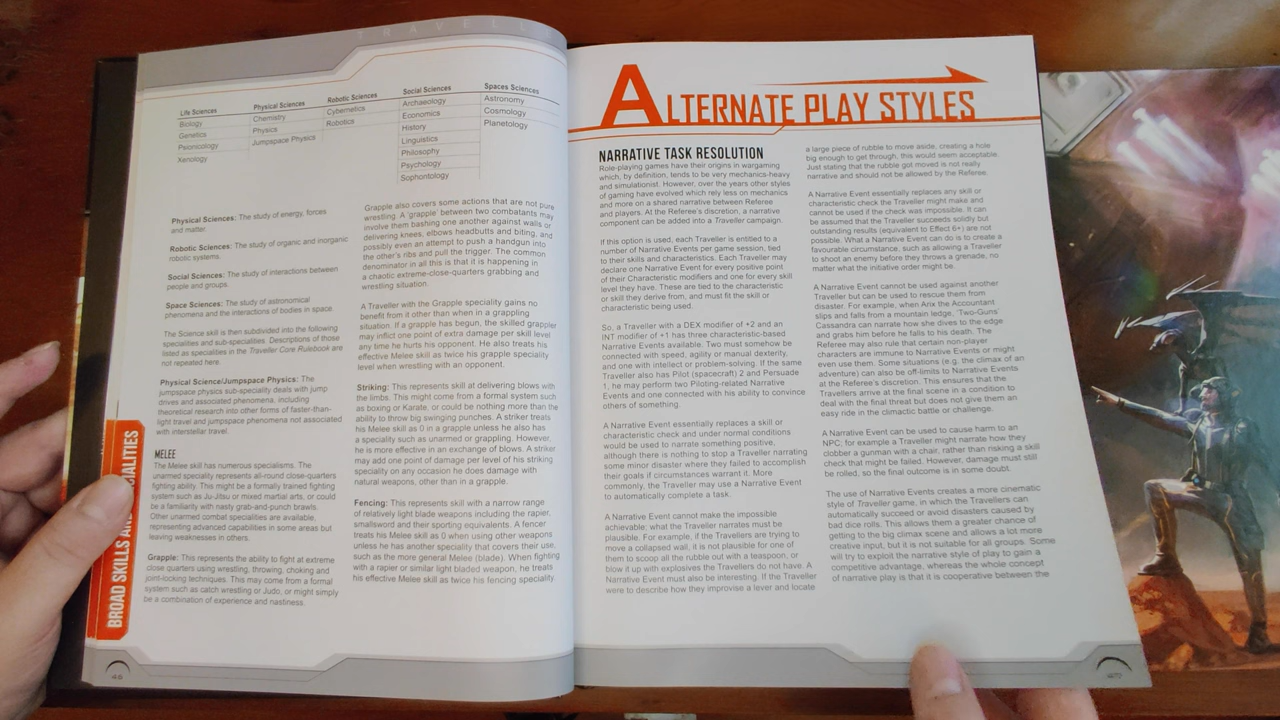 TRAVELL
Life Sciences
Biology
Genetics
Psionicology
Xenology
Physical Sciences
Chemistry
Physics
Jumpspace Physics
Robotic Sciences
Cybernetics
Robotics
Social Sciences
Archaeology
Economics
History
Linguistics
Philosophy
Psychology
Sophontology
Spaces Sciences
Astronomy
Cosmology
Planetology
Physical Sciences: The study of energy, forces
and matter.
Robotic Sciences: The study of organic and inorganic
robotic systems.
Social Sciences: The study of interactions between
people and groups.
Space Sciences: The study of astronomical
phenomena and the interactions of bodies in space.
The Science skill is then subdivided into the following
specialities and sub-specialities. Descriptions of those
listed as specialities in the Traveller Core Rulebook are
not repeated here.
Physical Science/Jumpspace Physics: The
jumpspace physics sub-speciality deals with jump
drives and associated phenomena, including
theoretical research into other forms of faster-than-
light travel and jumpspace phenomena not associated
with interstellar travel.
MELEE
The Melee skill has numerous specialisms. The
unarmed speciality represents all-round close-quarters
fighting ability. This might be a formally trained fighting
system such as Ju-Jitsu or mixed martial arts, or could
be a familiarity with nasty grab-and-punch brawls.
Other unarmed combat specialities are available,
representing advanced capabilities in some areas but
leaving weaknesses in others.
Grapple: This represents the ability to fight at extreme
close quarters using wrestling, throwing, choking and
joint-locking techniques. This may come from a formal
system such as catch wrestling or Judo, or might simply
be a combination of experience and nastiness.
Grapple also covers some actions that are not pure
wrestling. A 'grapple' between two combatants may
involve them bashing one another against walls or
delivering knees, elbows headbutts and biting, and
possibly even an attempt to push a handgun into
the other's ribs and pull the trigger. The common
denominator in all this is that it is happening in
a chaotic extreme-close-quarters grabbing and
wrestling situation.
A Traveller with the Grapple speciality gains no
benefit from it other than when in a grappling
situation. If a grapple has begun, the skilled grappler
may inflict one point of extra damage per skill level
any time he hurts his opponent. He also treats his
effective Melee skill as twice his grapple speciality
level when wrestling with an opponent.
Striking: This represents skill at delivering blows with
the limbs. This might come from a formal system such
as boxing or Karate, or could be nothing more than the
ability to throw big swinging punches. A striker treats
his Melee skill as 0 in a grapple unless he also has
a speciality such as unarmed or grappling. However,
he is more effective in an exchange of blows. A striker
may add one point of damage per level of his striking
speciality on any occasion he does damage with
natural weapons, other than in a grapple.
Fencing: This represents skill with a narrow range
of relatively light blade weapons including the rapier,
smallsword and their sporting equivalents. A fencer
treats his Melee skill as 0 when using other weapons
unless he has another speciality that covers their use,
such as the more general Melee (blade). When fighting
with a rapier or similar light bladed weapon, he treats
his effective Melee skill as twice his fencing speciality.
BROAD SKILLS AND
IALITIES
46
ALTERNATE PLAY STYLES
NARRATIVE TASK RESOLUTION
Role-playing games have their origins in wargaming
which, by definition, tends to be very mechanics-heavy
and simulationist. However, over the years other styles
of gaming have evolved which rely less on mechanics
and more on a shared narrative between Referee
and players. At the Referee's discretion, a narrative
component can be added into a Traveller campaign.
If this option is used, each Traveller is entitled to a
number of Narrative Events per game session, tied
to their skills and characteristics. Each Traveller may
declare one Narrative Event for every positive point
of their Characteristic modifiers and one for every skill
level they have. These are tied to the characteristic
or skill they derive from, and must fit the skill or
characteristic being used.
So, a Traveller with a DEX modifier of +2 and an
INT modifier of +1 has three characteristic-based
Narrative Events available. Two must somehow be
connected with speed, agility or manual dexterity,
and one with intellect or problem-solving. If the same
Traveller also has Pilot (spacecraft) 2 and Persuade
1, he may perform two Piloting-related Narrative
Events and one connected with his ability to convince
others of something.
A Narrative Event essentially replaces a skill or
characteristic check and under normal conditions
would be used to narrate something positive,
although there is nothing to stop a Traveller narrating
some minor disaster where they failed to accomplish
their goals if circumstances warrant it. More
commonly, the Traveller may use a Narrative Event
to automatically complete a task.
A Narrative Event cannot make the impossible
achievable; what the Traveller narrates must be
plausible. For example, if the Travellers are trying to
move a collapsed wall, it is not plausible for one of
them to scoop all the rubble out with a teaspoon, or
blow it up with explosives the Travellers do not have. A
Narrative Event must also be interesting. If the Traveller
were to describe how they improvise a lever and locate
a large piece of rubble to move aside, creating a hole
big enough to get through, this would seem acceptable.
Just stating that the rubble got moved is not really
narrative and should not be allowed by the Referee.
A Narrative Event essentially replaces any skill or
characteristic check the Traveller might make and
cannot be used if the check was impossible. It can
be assumed that the Traveller succeeds solidly but
outstanding results (equivalent to Effect 6+) are not
possible. What a Narrative Event can do is to create a
favourable circumstance, such as allowing a Traveller
to shoot an enemy before they throws a grenade, no
matter what the initiative order might be.
A Narrative Event cannot be used against another
Traveller but can be used to rescue them from
disaster. For example, when Arix the Accountant
slips and falls from a mountain ledge, 'Two-Guns'
Cassandra can narrate how she dives to the edge
and grabs him before he falls to his death. The
Referee may also rule that certain non-player
characters are immune to Narrative Events or might
even use them. Some situations (e.g. the climax of an
adventure) can also be off-limits to Narrative Events
at the Referee's discretion. This ensures that the
Travellers arrive at the final scene in a condition to
deal with the final threat but does not give them an
easy ride in the climactic battle or challenge.
A Narrative Event can be used to cause harm to an
NPC; for example a Traveller might narrate how they
clobber a gunman with a chair, rather than risking a skill
check that might be failed. However, damage must still
be rolled, so the final outcome is in some doubt.
The use of Narrative Events creates a more cinematic
style of Traveller game, in which the Travellers can
automatically succeed or avoid disasters caused by
bad dice rolls. This allows them a greater chance of
getting to the big climax scene and allows a lot more
creative input, but it is not suitable for all groups. Some
will try to exploit the narrative style of play to gain a
competitive advantage, whereas the whole concept
of narrative play is that it is cooperative between the